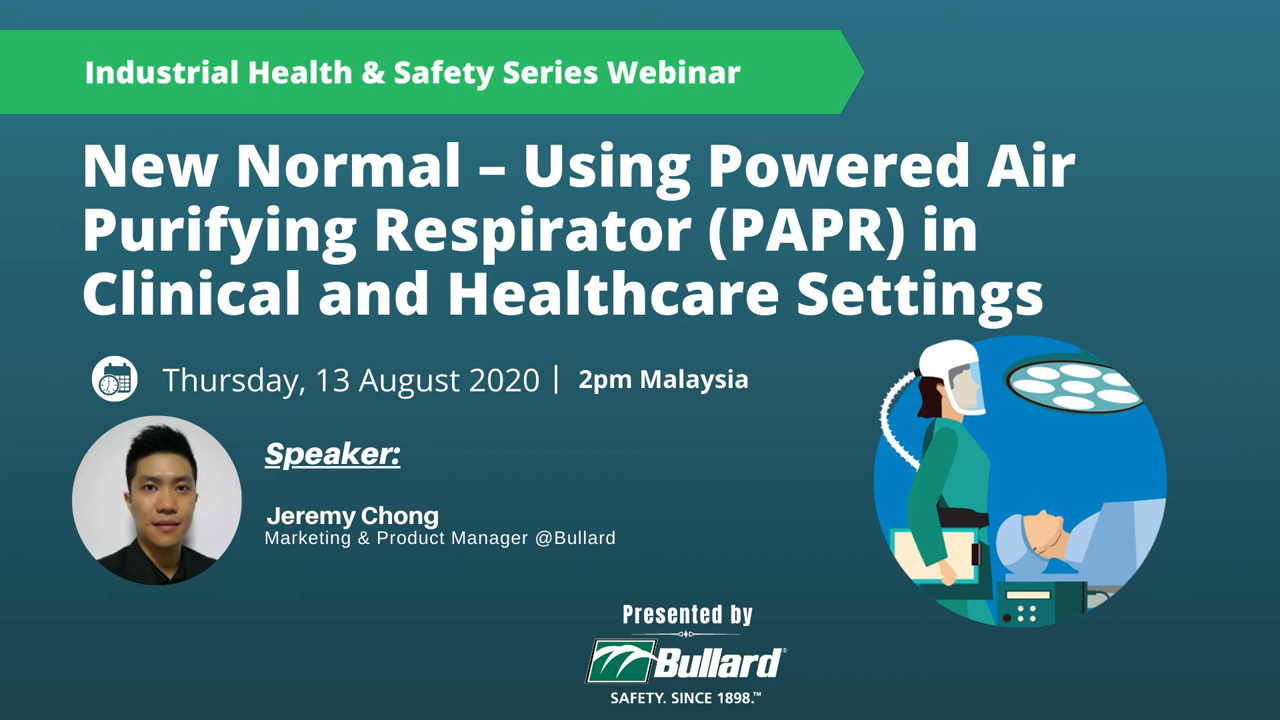 Industrial Health & Safety Series Webinar
New Normal – Using Powered Air
Purifying Respirator (PAPR) in
Clinical and Healthcare Settings
Thursday, 13 August 2020 | 2pm Malaysia
Speaker:
Jeremy Chong
Marketing & Product Manager @Bullard
Presented by
Bullard®
SAFETY. SINCE 1898.™